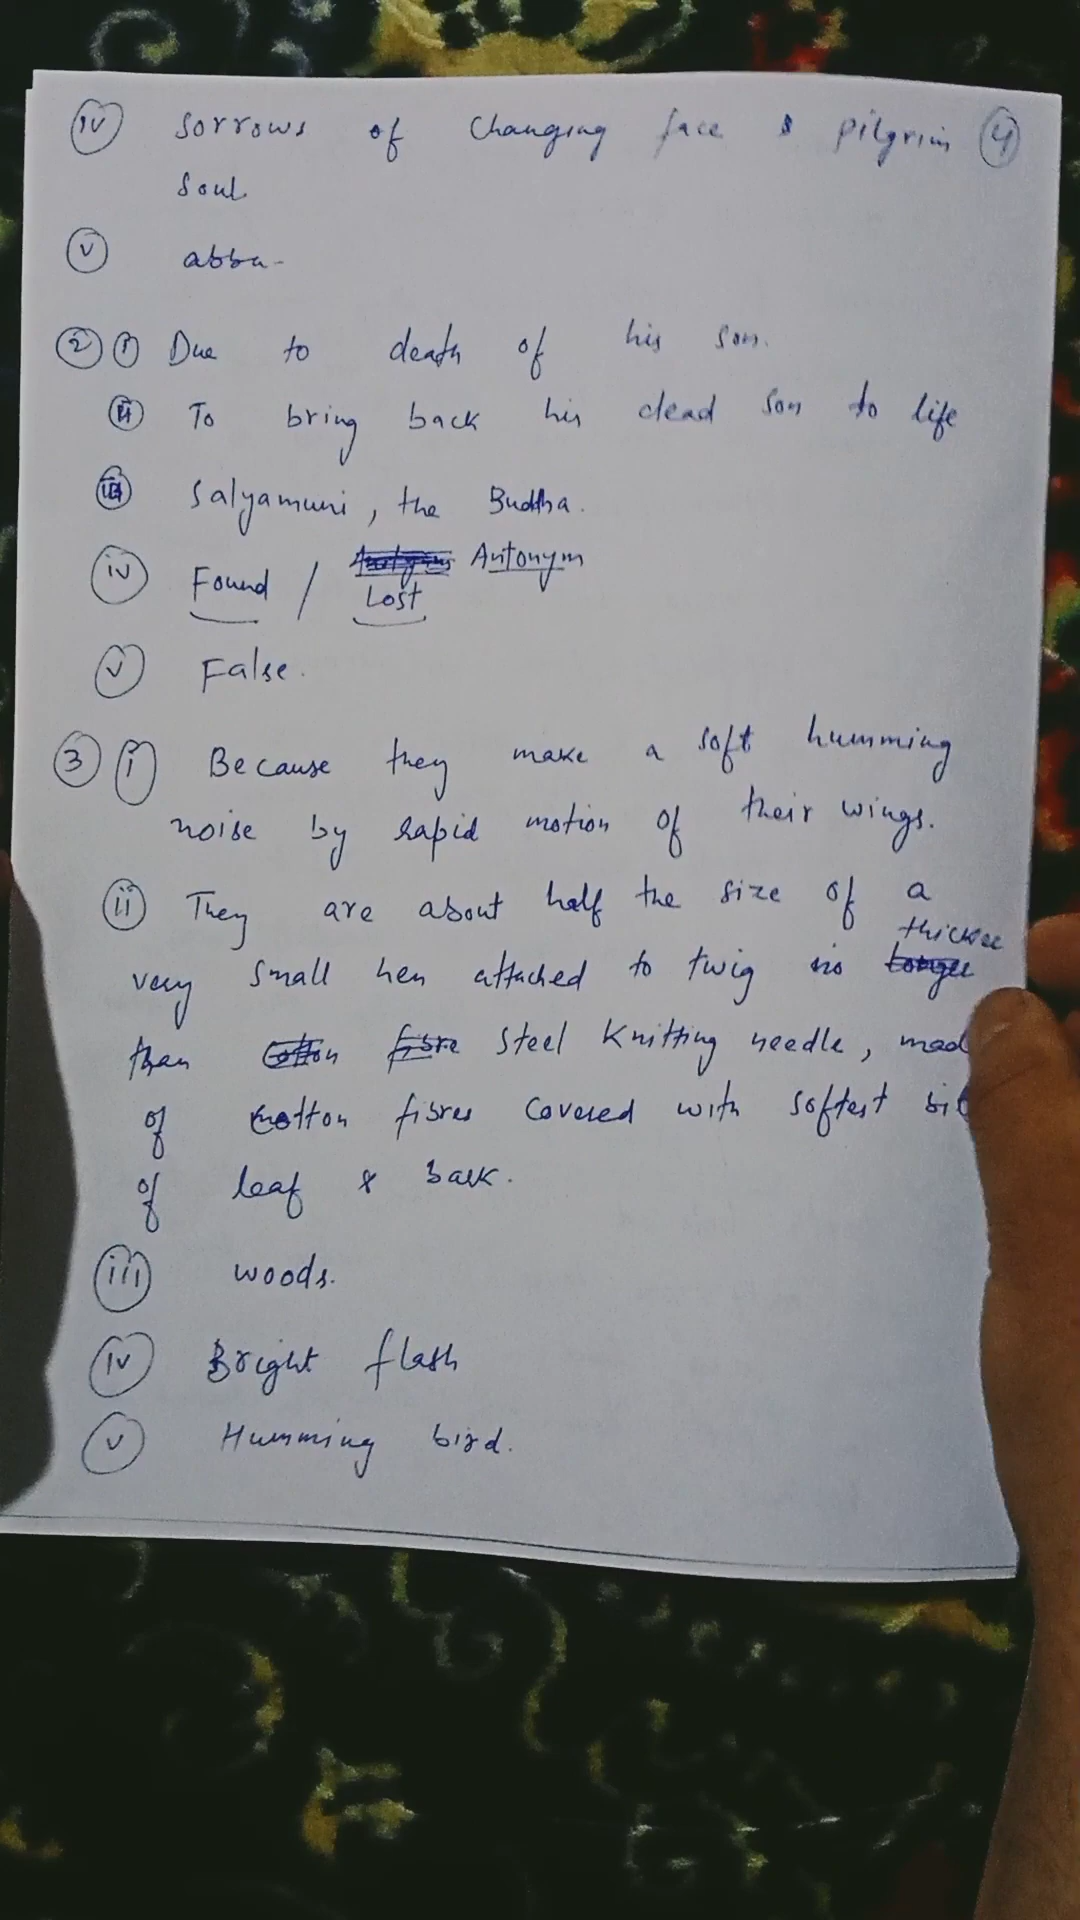 iv sorrows of changing face & pilgrim 4
soul.
v abba-
2 i Due to death of his son.
ii To bring back his dead son to life
iii Salyamuni, the Buddha.
iv Found / Antonym
Lost
v False.
3 i Because they make a soft humming
noise by rapid motion of their wings.
ii They are about half the size of a
very small hen attached to twig no thicker
than steel knitting needle, mad
of cotton fibres covered with softest bit
of leaf & bark.
iii woods.
iv Bright flash
v Humming bird.